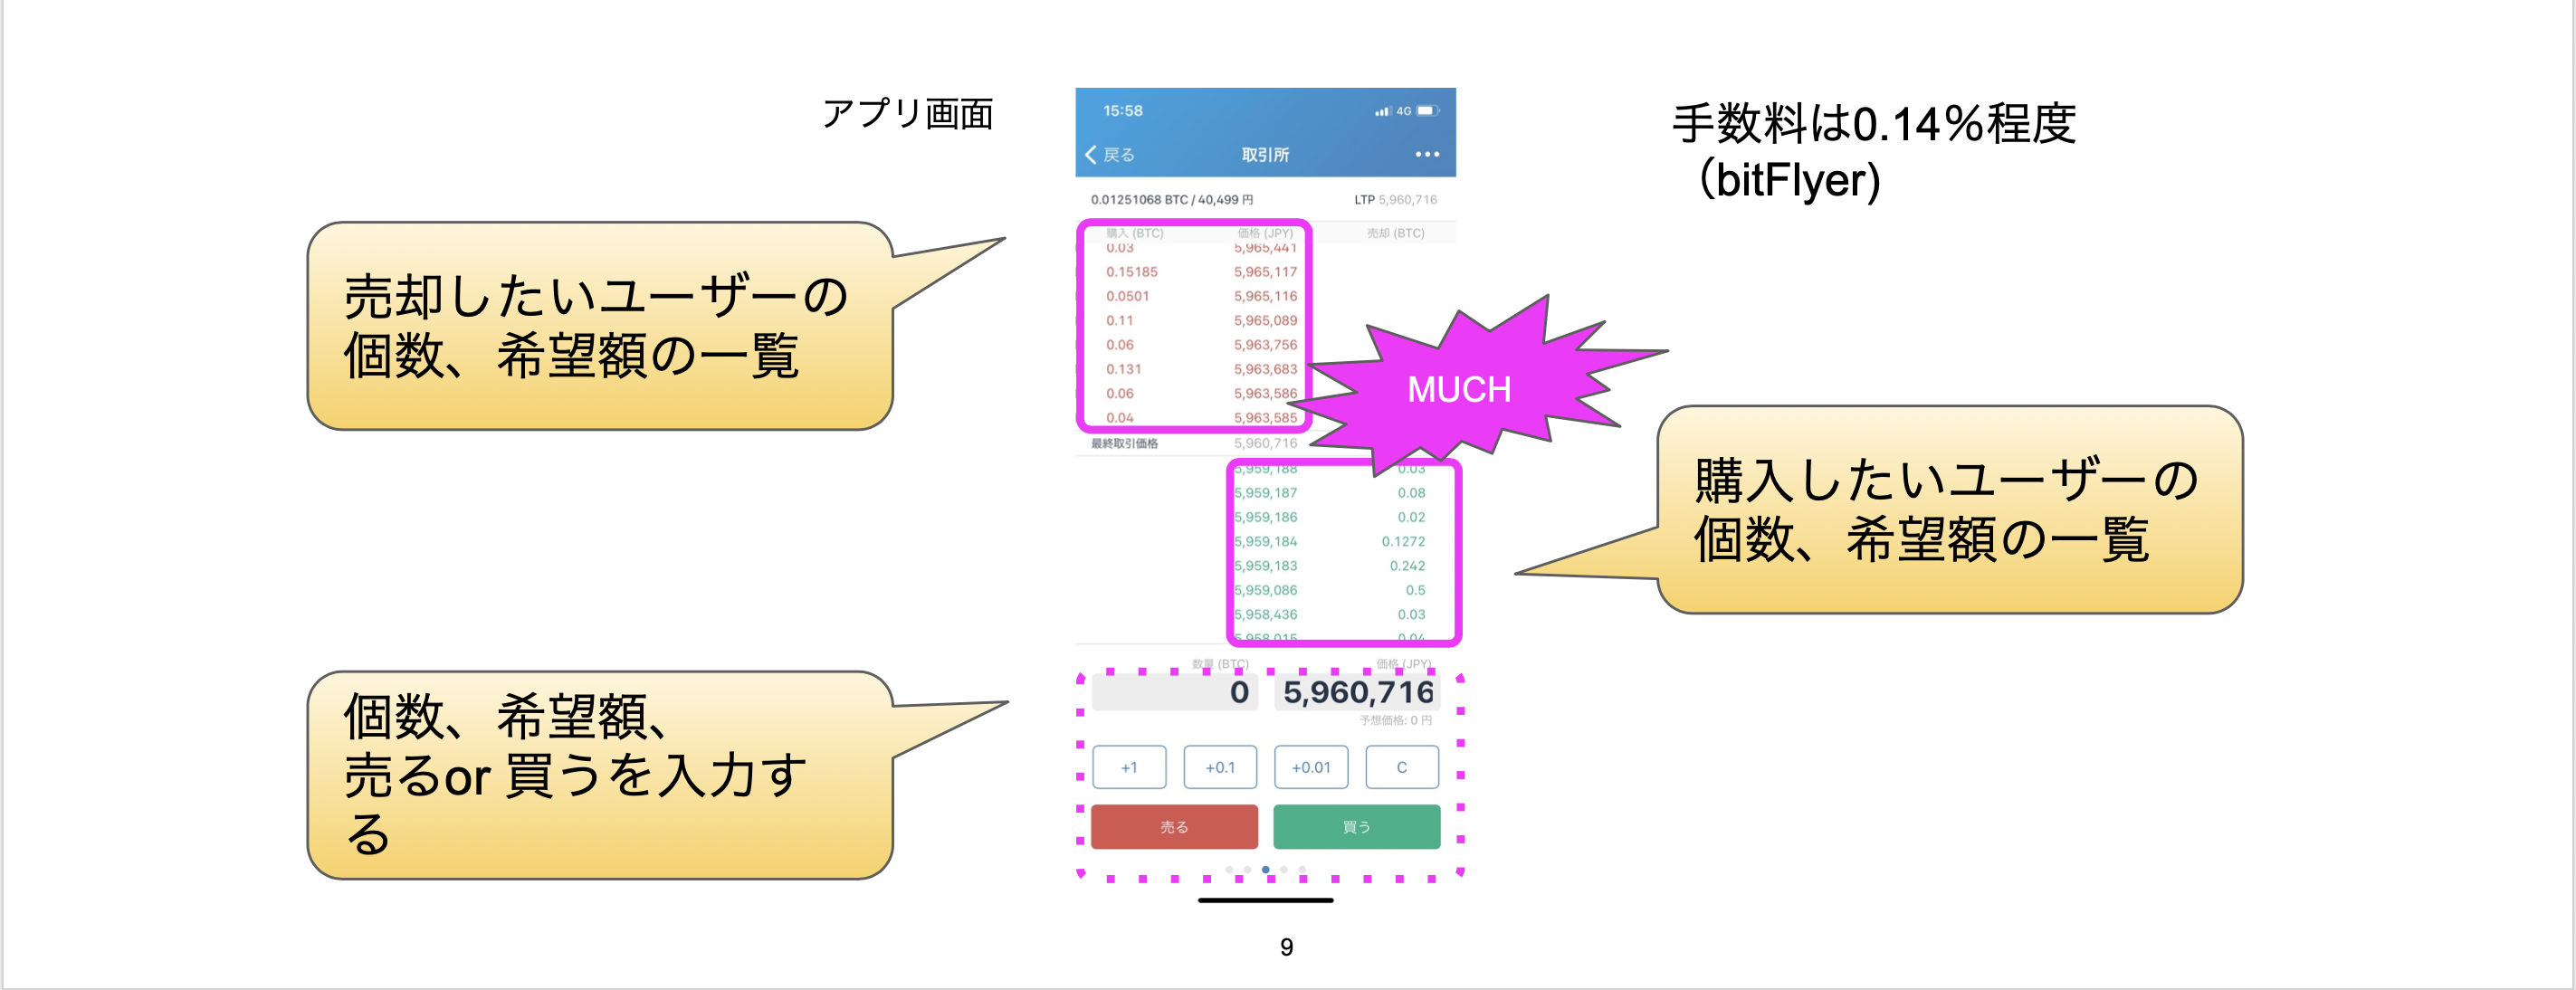 アプリ画面
手数料は0.14%程度
（bitFlyer)
15:58
4G
戻る
取引所
•••
0.01251068 BTC / 40,499 円
LTP 5,960,716
購入 (BTC) 価格 (JPY) 売却 (BTC)
0.03 5,965,441
0.15185 5,965,117
0.0501 5,965,116
0.11 5,965,089
0.06 5,963,756
0.131 5,963,683
0.06 5,963,586
0.04 5,963,585
最終取引価格 5,960,716
5,959,188 0.03
5,959,187 0.08
5,959,186 0.02
5,959,184 0.1272
5,959,183 0.242
5,959,086 0.5
5,958,436 0.03
5,958,015 0.04
数量 (BTC) 価格 (JPY)
0 5,960,716
予想価格: 0 円
+1 +0.1 +0.01 C
売る 買う
売却したいユーザーの
個数、希望額の一覧
MUCH
購入したいユーザーの
個数、希望額の一覧
個数、希望額、
売るor 買うを入力す
る
9